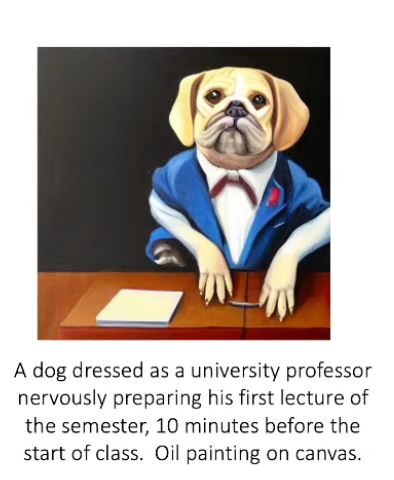 A dog dressed as a university professor
nervously preparing his first lecture of
the semester, 10 minutes before the
start of class.  Oil painting on canvas.